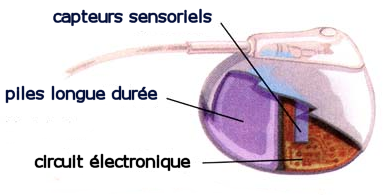 capteurs sensoriels
piles longue durée
circuit électronique